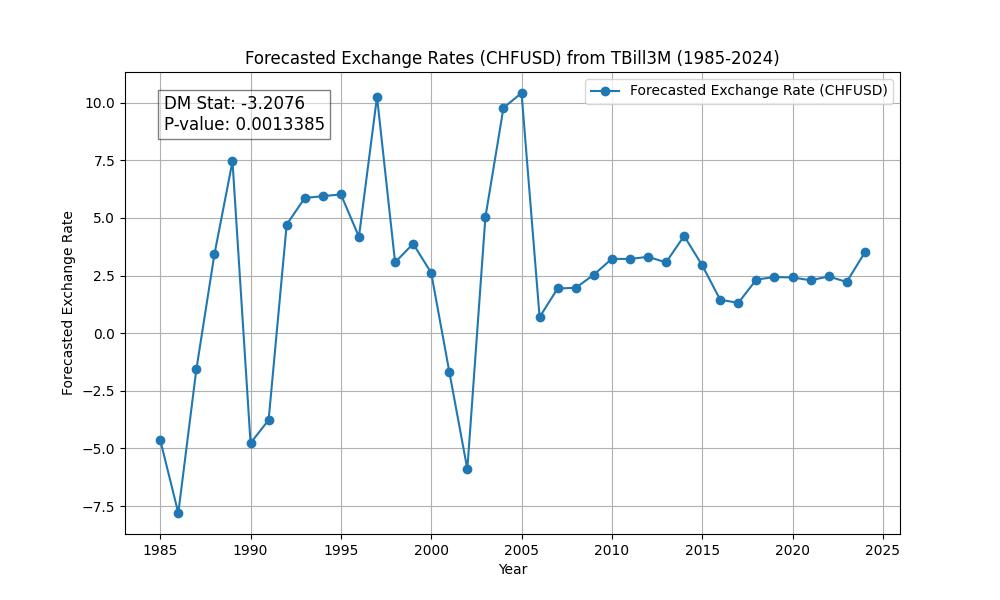 Forecasted Exchange Rates (CHFUSD) from TBill3M (1985-2024)
DM Stat: -3.2076
P-value: 0.0013385
Forecasted Exchange Rate (CHFUSD)
Forecasted Exchange Rate
10.0
7.5
5.0
2.5
0.0
−2.5
−5.0
−7.5
1985 1990 1995 2000 2005 2010 2015 2020 2025
Year